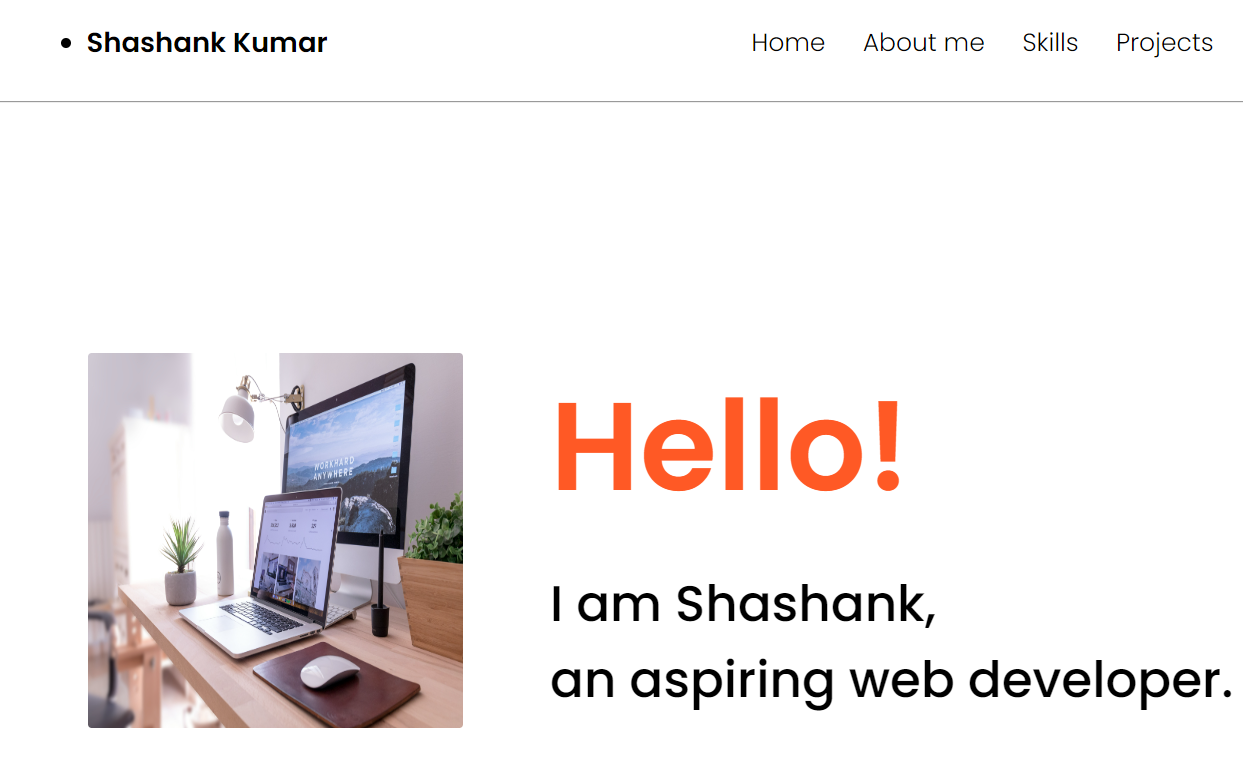 Shashank Kumar
Home About me Skills Projects
WORKHARD
ANYWHERE
Hello!
I am Shashank,
an aspiring web developer.